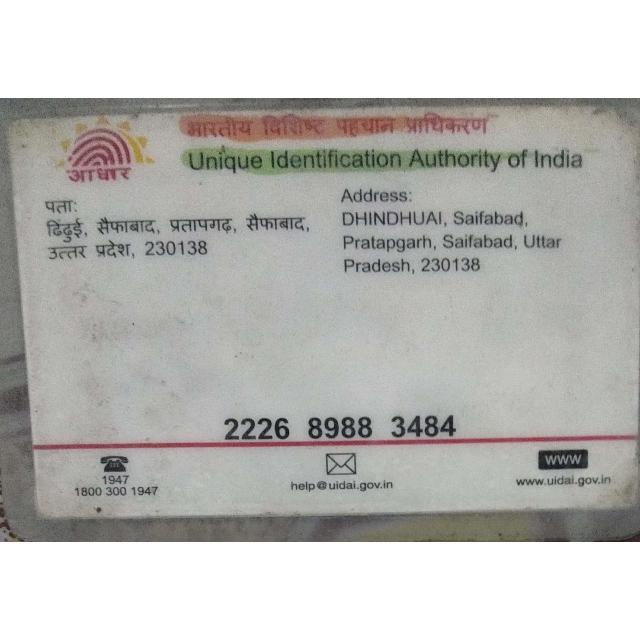 आधार
भारतीय विशिष्ट पहचान प्राधिकरण
Unique Identification Authority of India
पता:
ढिंढुई, सैफाबाद, प्रतापगढ़, सैफाबाद,
उत्तर प्रदेश, 230138
Address:
DHINDHUAI, Saifabad,
Pratapgarh, Saifabad, Uttar
Pradesh, 230138
2226 8988 3484
1947
1800 300 1947
help@uidai.gov.in
www
www.uidai.gov.in